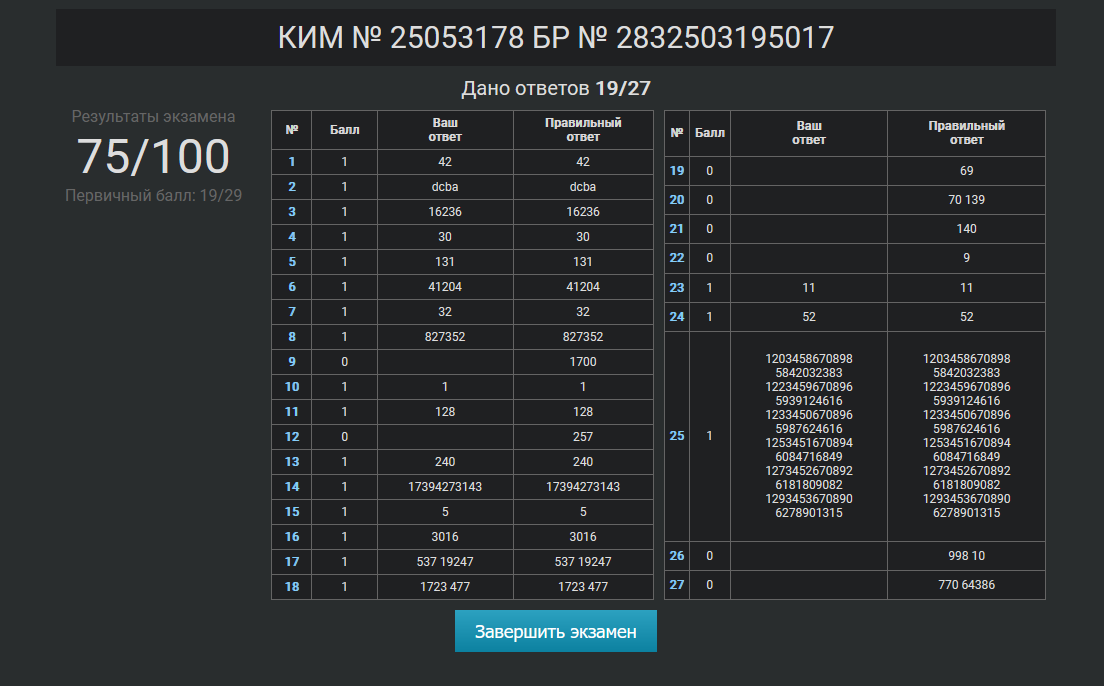 КИМ № 25053178 БР № 2832503195017
Дано ответов 19/27
Результаты экзамена
75/100
Первичный балл: 19/29
№ Балл Ваш ответ Правильный ответ
1 1 42 42
2 1 dcba dcba
3 1 16236 16236
4 1 30 30
5 1 131 131
6 1 41204 41204
7 1 32 32
8 1 827352 827352
9 0 1700
10 1 1 1
11 1 128 128
12 0 257
13 1 240 240
14 1 17394273143 17394273143
15 1 5 5
16 1 3016 3016
17 1 537 19247 537 19247
18 1 1723 477 1723 477
№ Балл Ваш ответ Правильный ответ
19 0 69
20 0 70 139
21 0 140
22 0 9
23 1 11 11
24 1 52 52
25 1
1203458670898 1203458670898
5842032383 5842032383
1223459670896 1223459670896
5939124616 5939124616
1233450670896 1233450670896
5987624616 5987624616
1253451670894 1253451670894
6084716849 6084716849
1273452670892 1273452670892
6181809082 6181809082
1293453670890 1293453670890
6278901315 6278901315
26 0 998 10
27 0 770 64386
Завершить экзамен